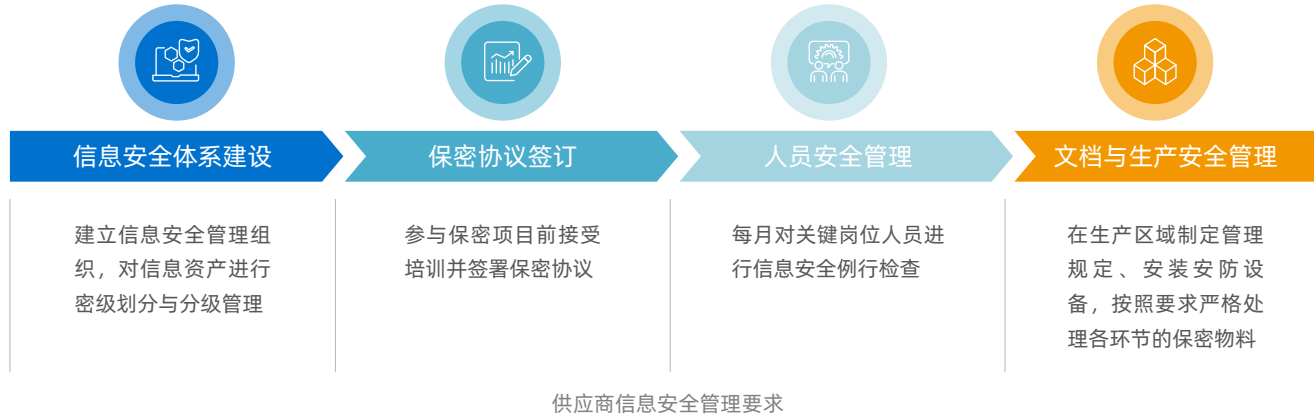 信息安全体系建设
保密协议签订
人员安全管理
文档与生产安全管理
建立信息安全管理组
织，对信息资产进行
密级划分与分级管理
参与保密项目前接受
培训并签署保密协议
每月对关键岗位人员进
行信息安全例行检查
在生产区域制定管理
规定、安装安防设
备，按照要求严格处
理各环节的保密物料
供应商信息安全管理要求